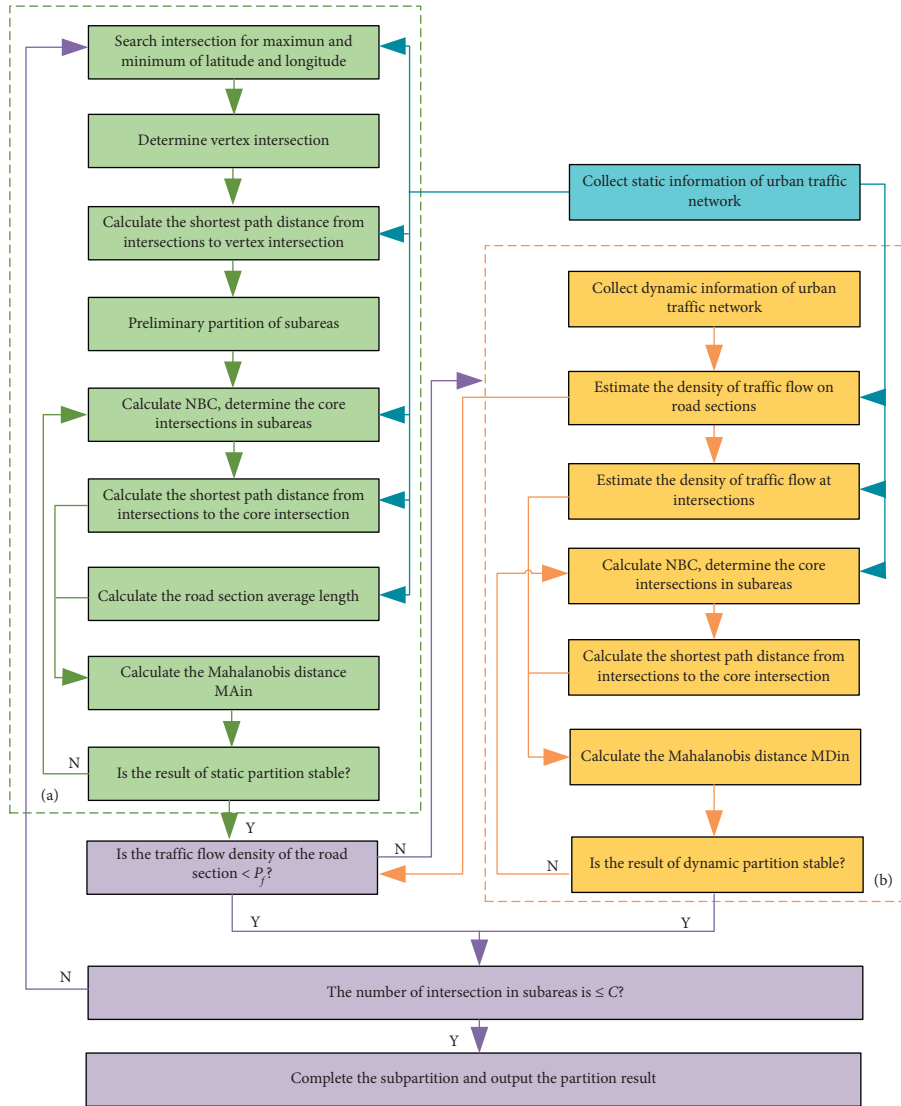 Search intersection for maximun and
minimum of latitude and longitude
Determine vertex intersection
Calculate the shortest path distance from
intersections to vertex intersection
Preliminary partition of subareas
Calculate NBC, determine the core
intersections in subareas
Calculate the shortest path distance from
intersections to the core intersection
Calculate the road section average length
Calculate the Mahalanobis distance
MAin
Is the result of static partition stable?
N
(a)
Y
Collect static information of urban traffic
network
Collect dynamic information of urban
traffic network
Estimate the density of traffic flow on
road sections
Estimate the density of traffic flow at
intersections
Calculate NBC, determine the core
intersections in subareas
Calculate the shortest path distance from
intersections to the core intersection
Calculate the Mahalanobis distance MDin
Is the result of dynamic partition stable?
N
(b)
Y
Is the traffic flow density of the road
section < P_f?
N
Y
The number of intersection in subareas is ≤ C?
N
Y
Complete the subpartition and output the partition result